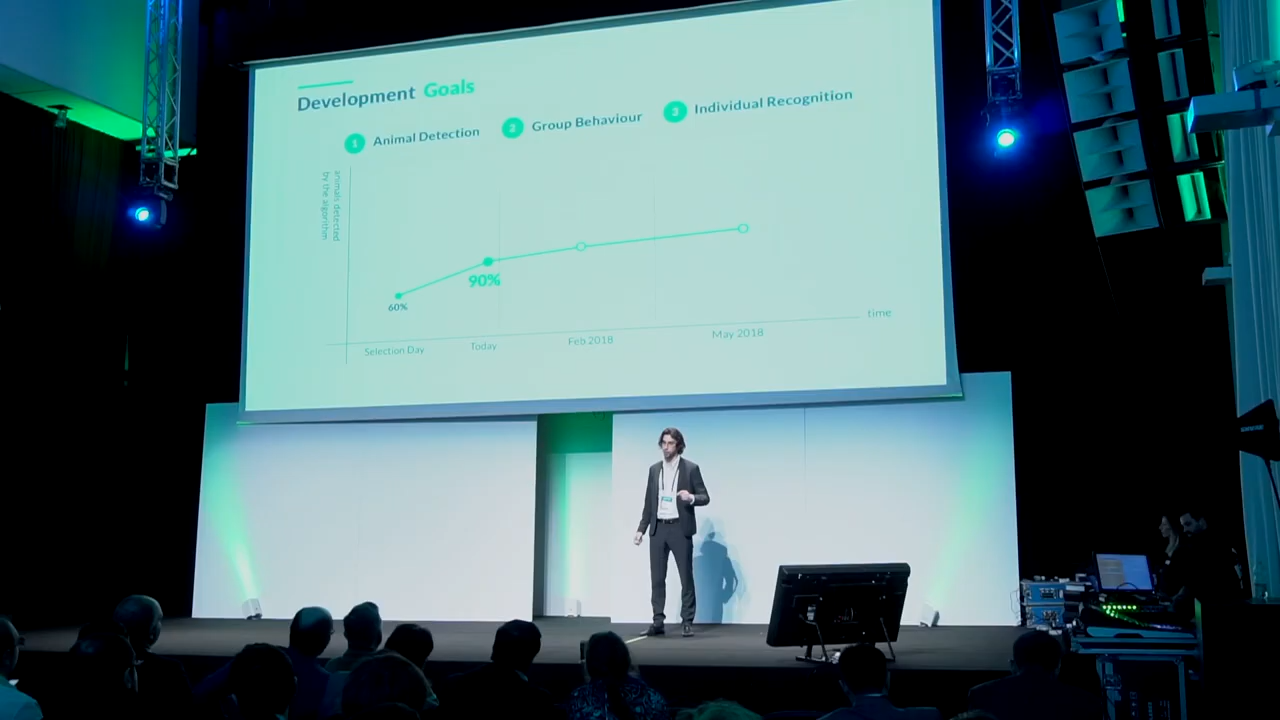 Development Goals
1 Animal Detection
2 Group Behaviour
3 Individual Recognition
animals detected
by the algorithm
90%
60%
time
Selection Day
Today
Feb 2018
May 2018